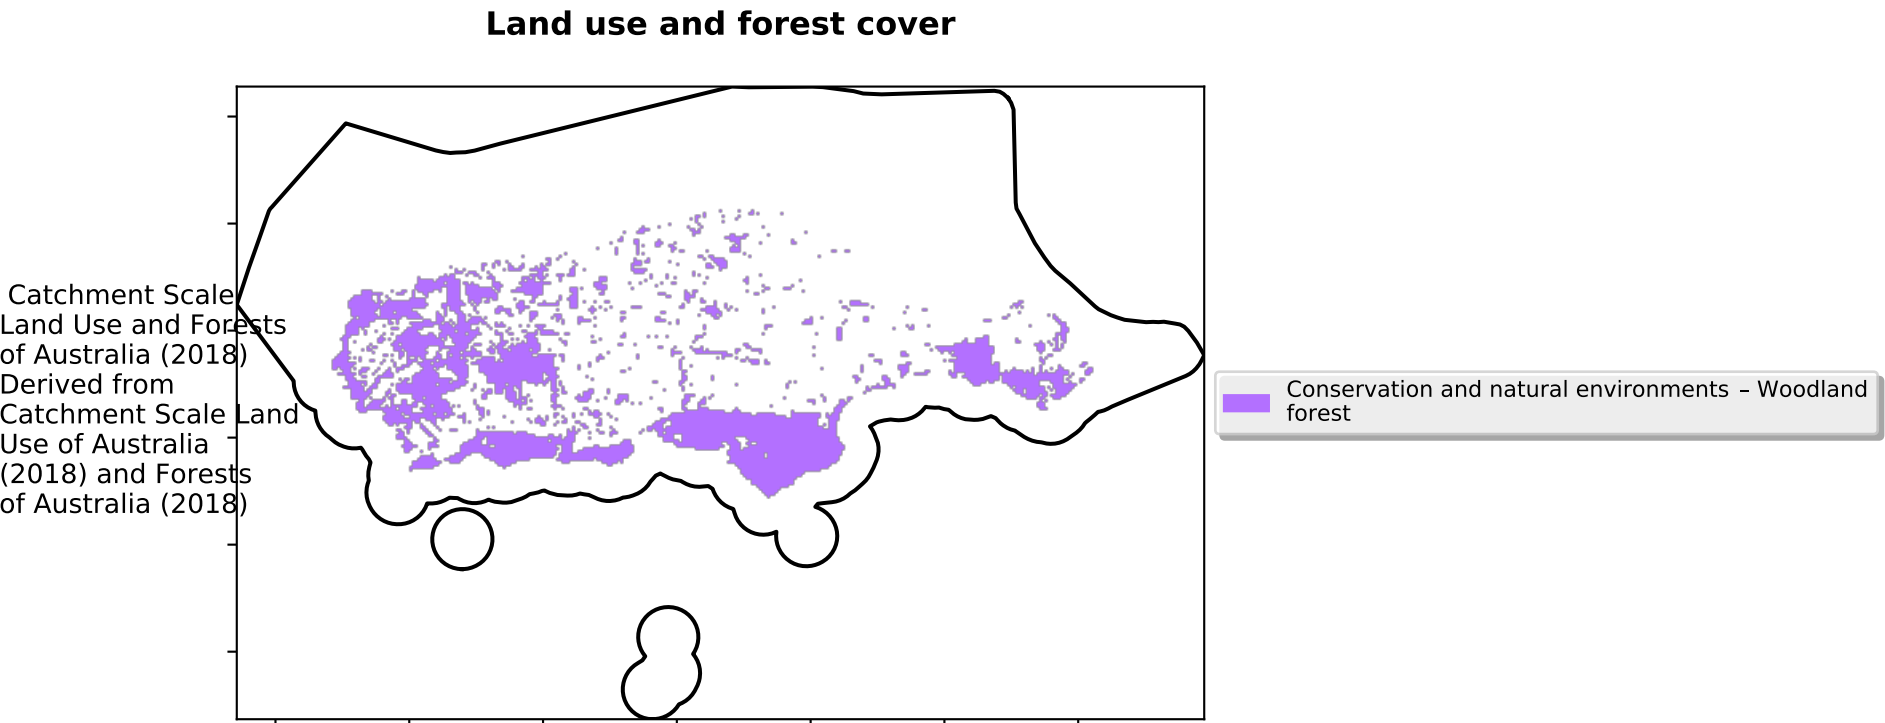 Land use and forest cover
Catchment Scale
Land Use and Forests
of Australia (2018)
Derived from
Catchment Scale Land
Use of Australia
(2018) and Forests
of Australia (2018)
Conservation and natural environments – Woodland
forest